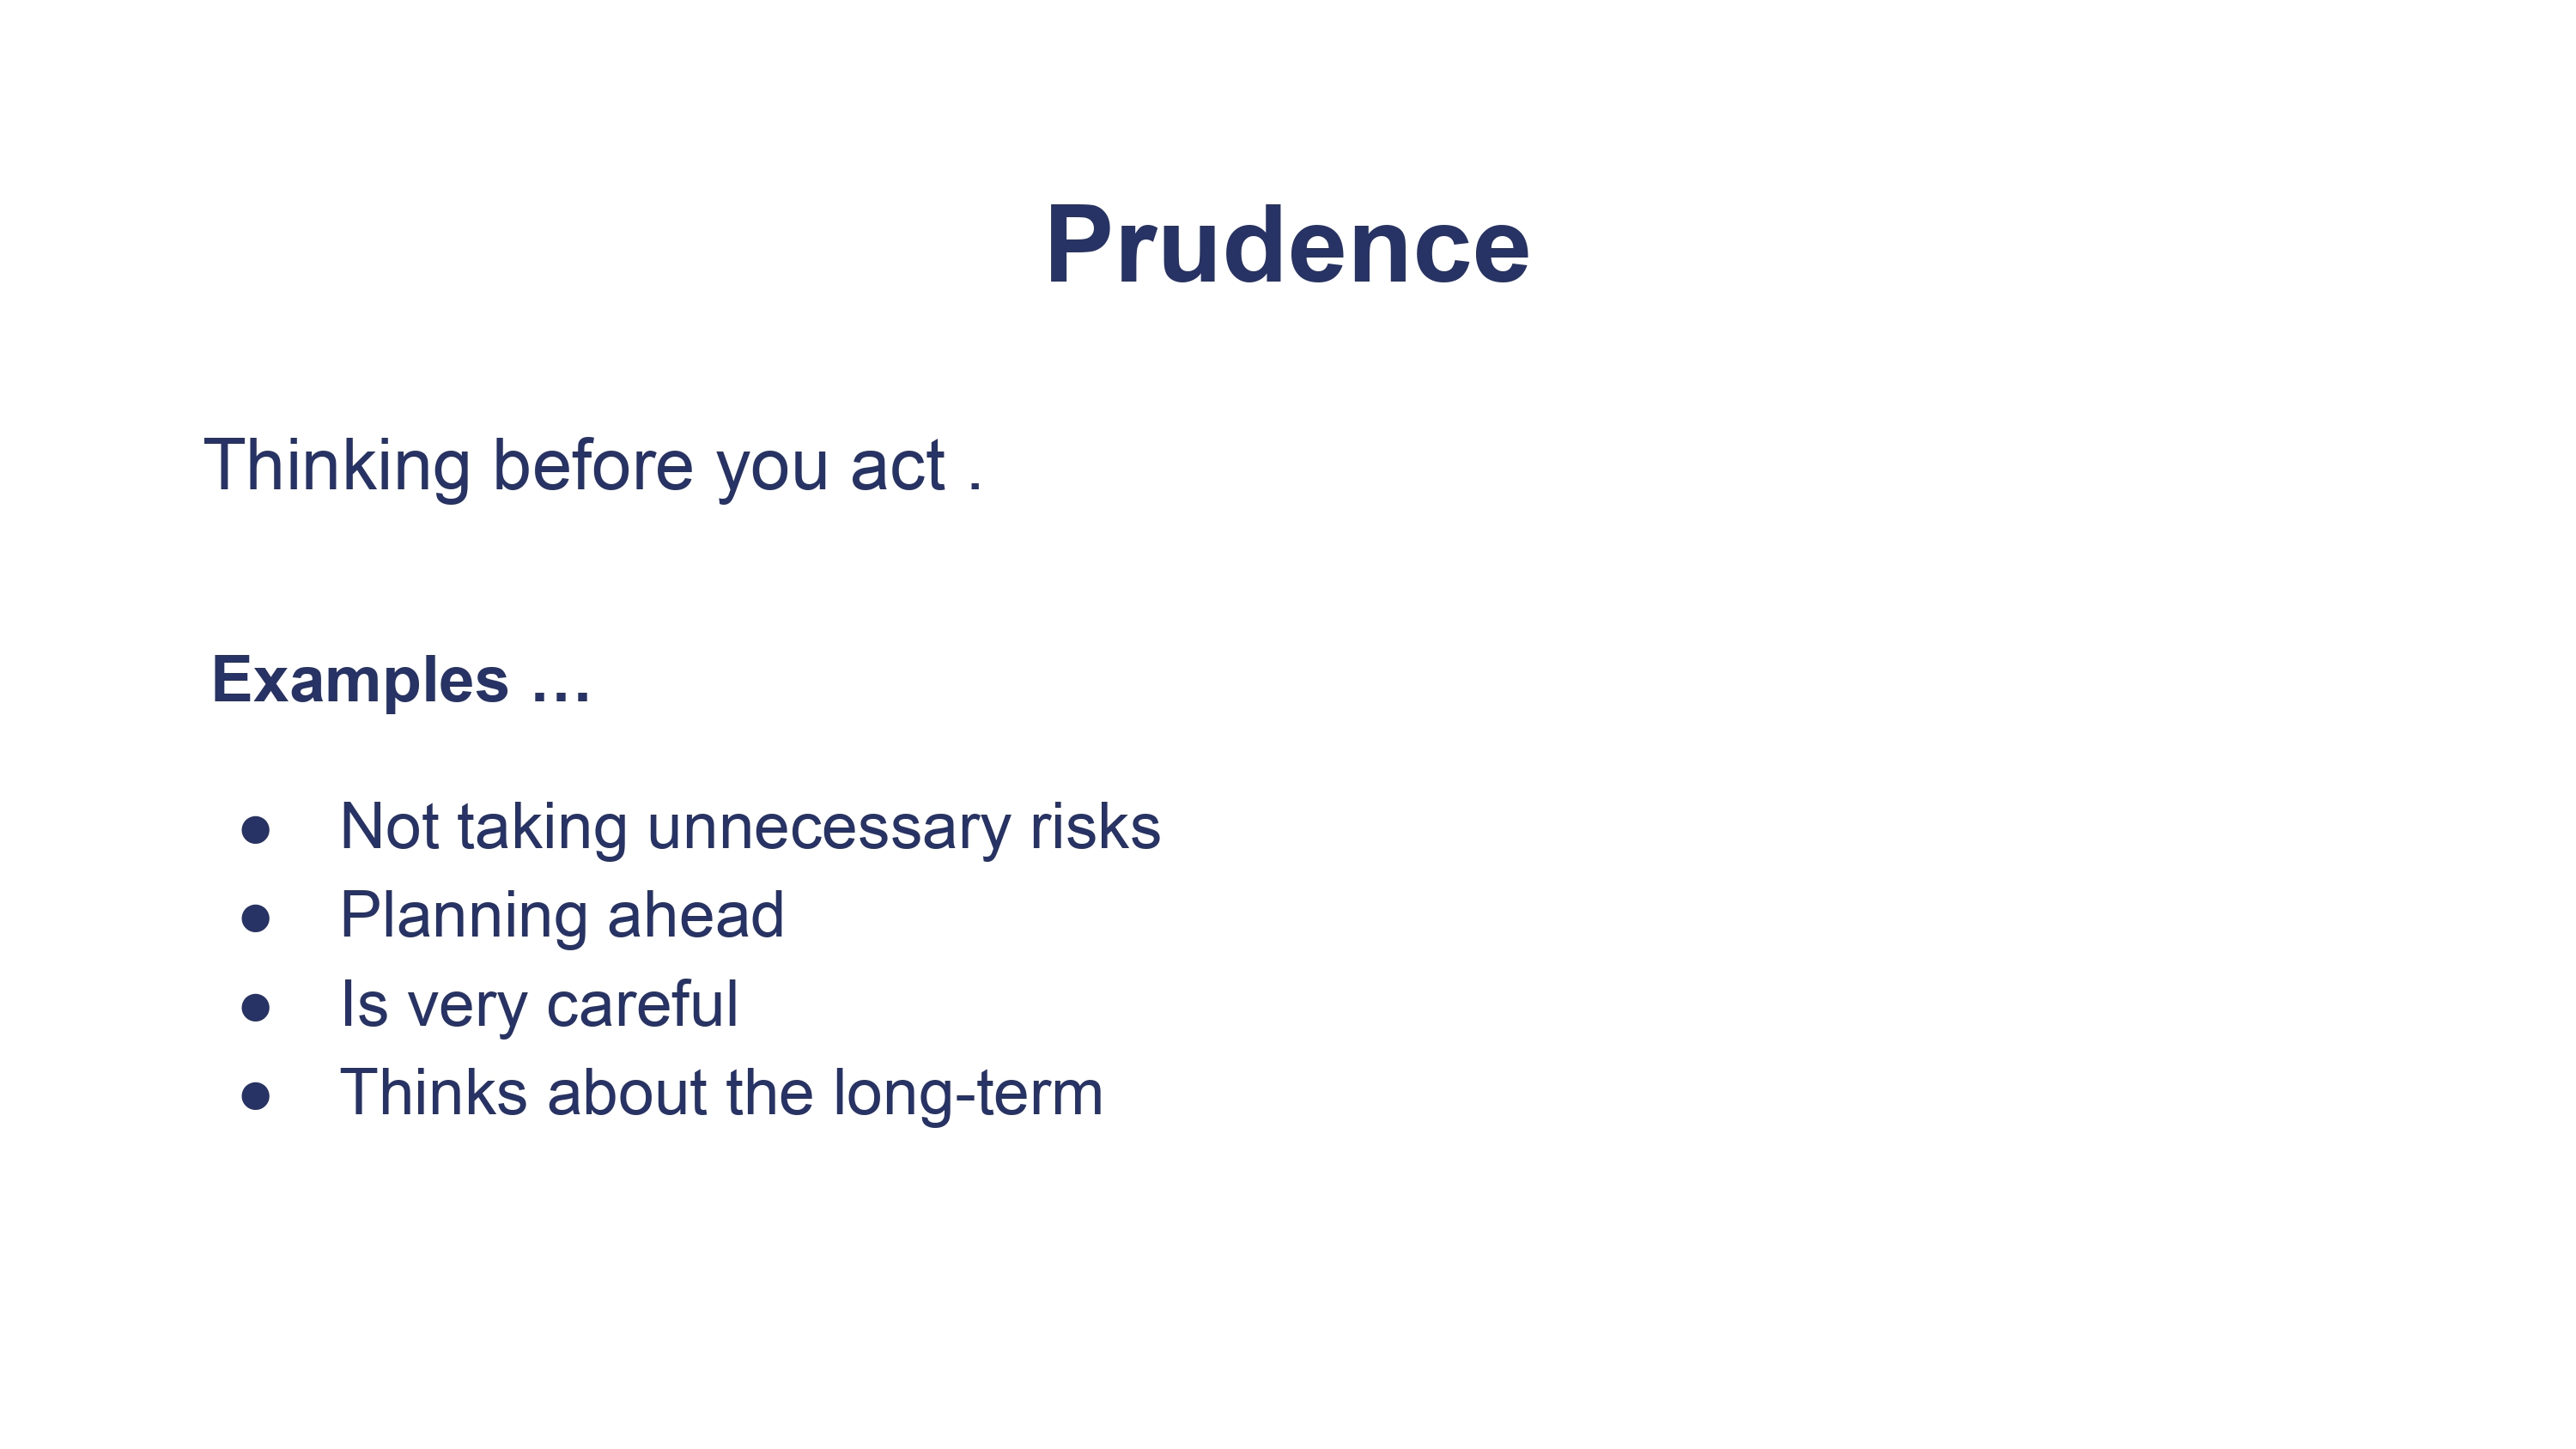 Prudence
Thinking before you act .
Examples …
● Not taking unnecessary risks
● Planning ahead
● Is very careful
● Thinks about the long-term